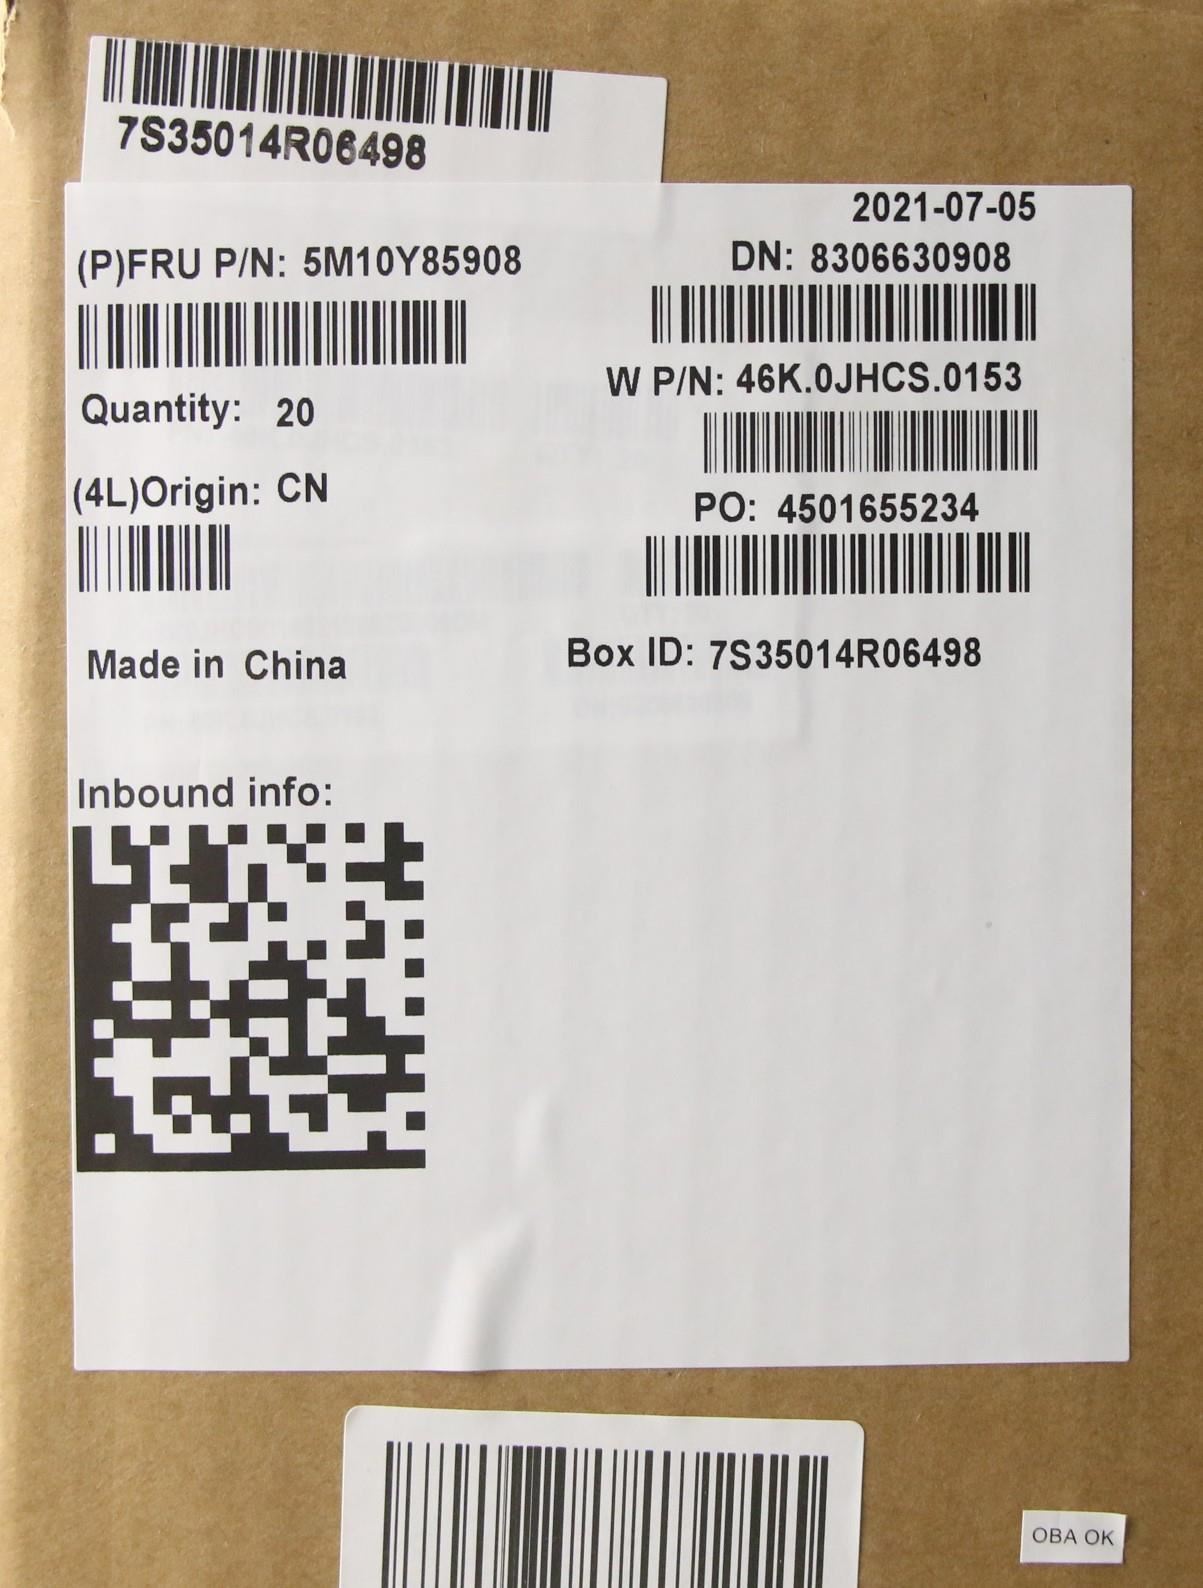 7S35014R06498
2021-07-05
(P)FRU P/N: 5M10Y85908
DN: 8306630908
W P/N: 46K.0JHCS.0153
Quantity: 20
(4L)Origin: CN
PO: 4501655234
Made in China
Box ID: 7S35014R06498
Inbound info:
OBA OK